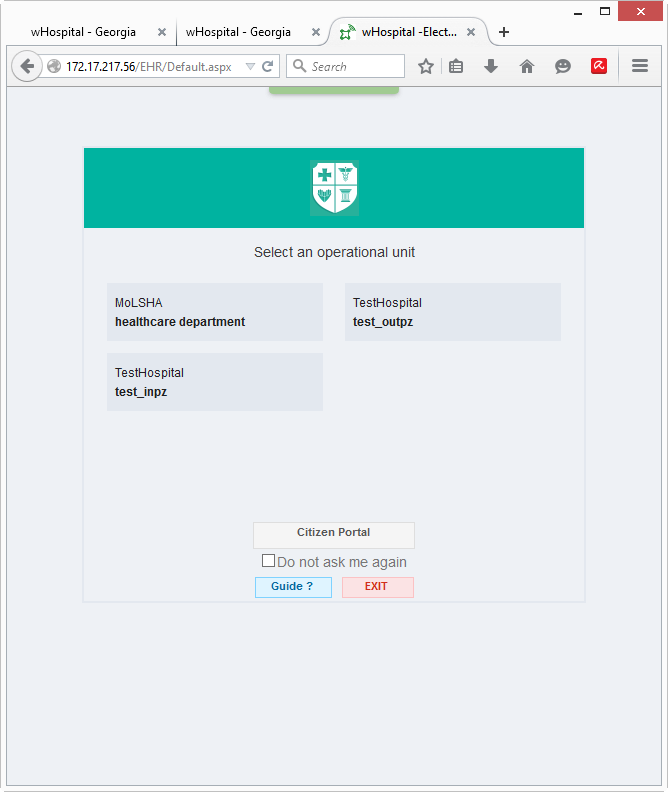 wHospital - Georgia
wHospital - Georgia
wHospital -Elect...
172.17.217.56/EHR/Default.aspx
Search
Select an operational unit
MoLSHA
healthcare department
TestHospital
test_outpz
TestHospital
test_inpz
Citizen Portal
Do not ask me again
Guide ?
EXIT